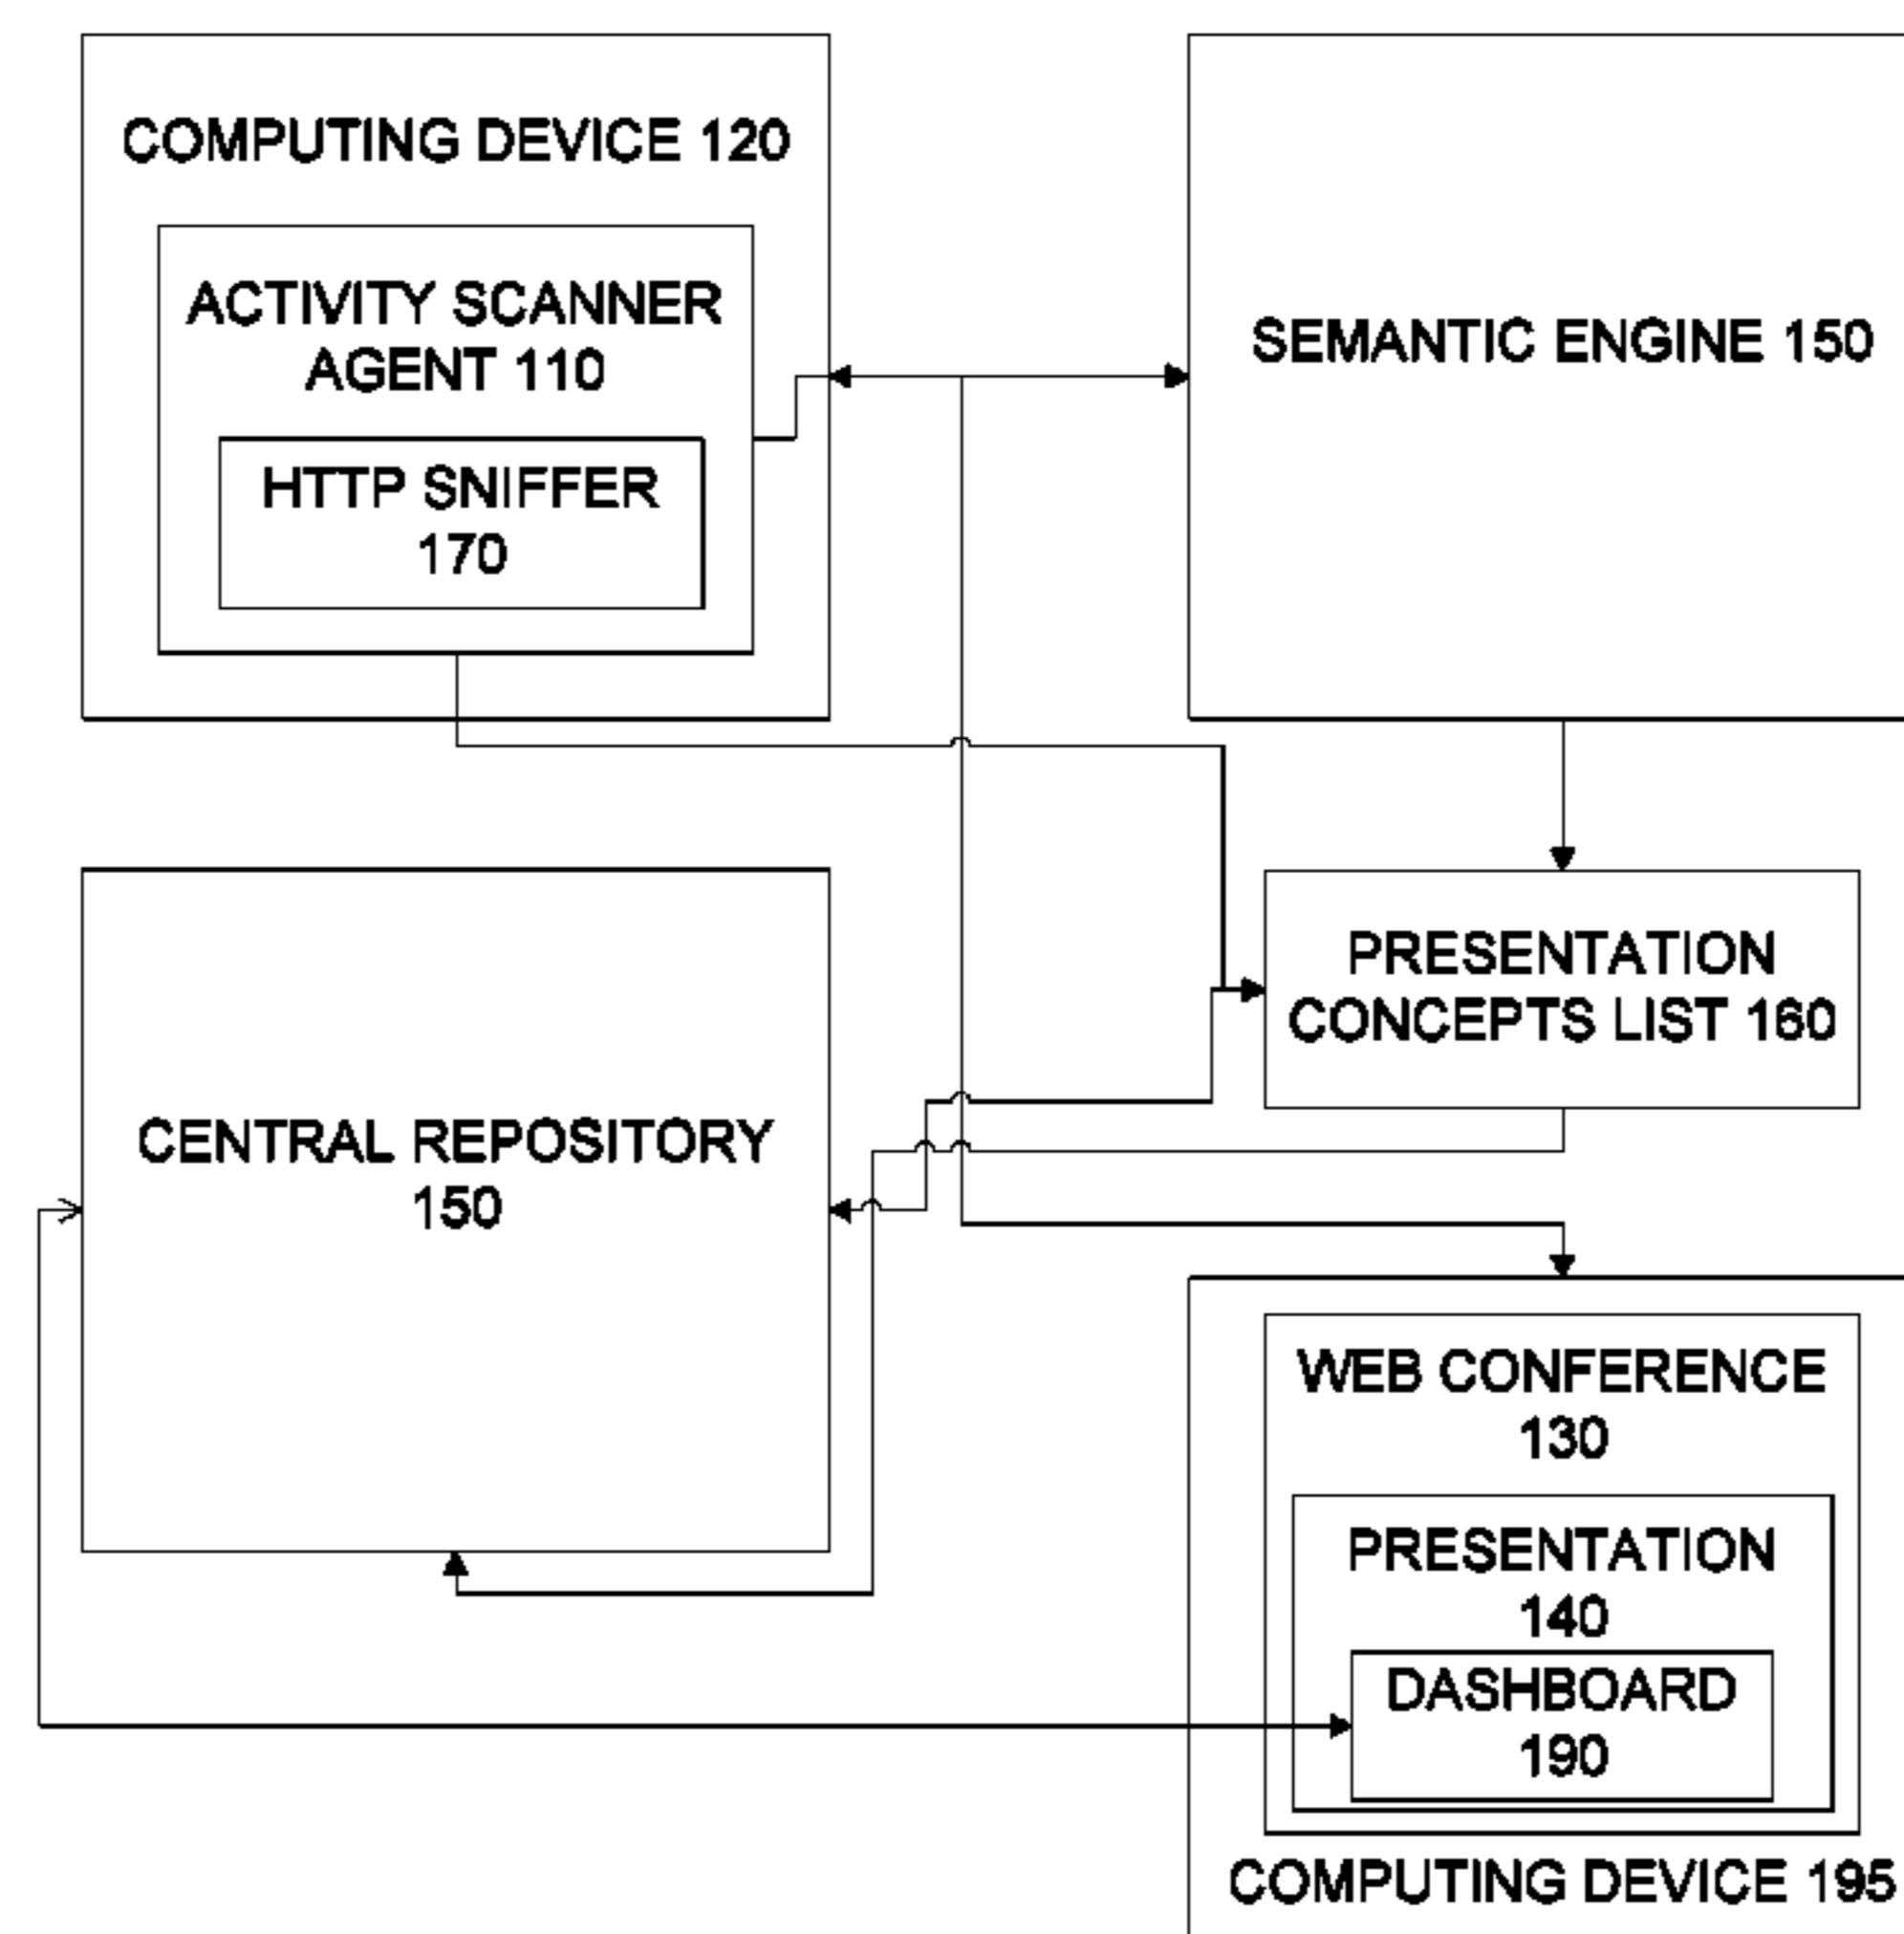 COMPUTING DEVICE 120
ACTIVITY SCANNER
AGENT 110
HTTP SNIFFER
170
SEMANTIC ENGINE 150
PRESENTATION
CONCEPTS LIST 160
CENTRAL REPOSITORY
150
WEB CONFERENCE
130
PRESENTATION
140
DASHBOARD
190
COMPUTING DEVICE 195